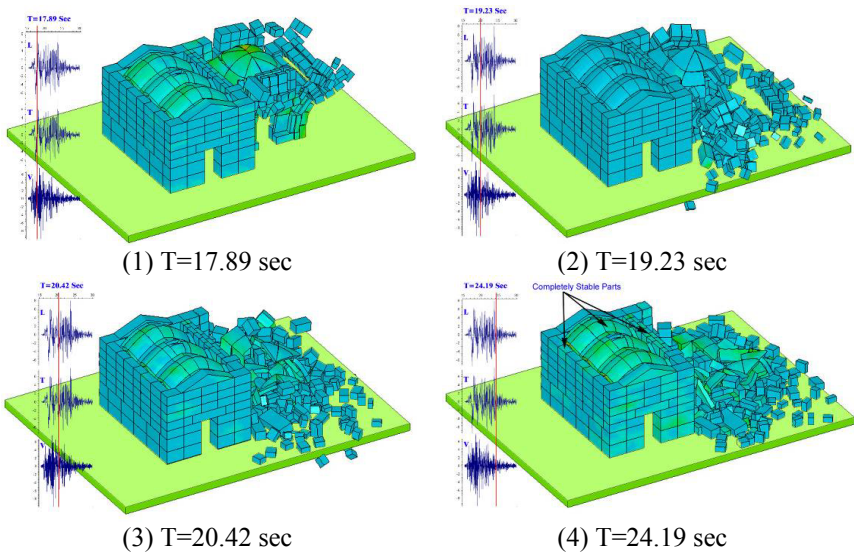 T=17.89 Sec
L
T
V
(1) T=17.89 sec
T=19.23 Sec
L
T
V
(2) T=19.23 sec
T=20.42 Sec
L
T
V
(3) T=20.42 sec
T=24.19 Sec
Completely Stable Parts
L
T
V
(4) T=24.19 sec